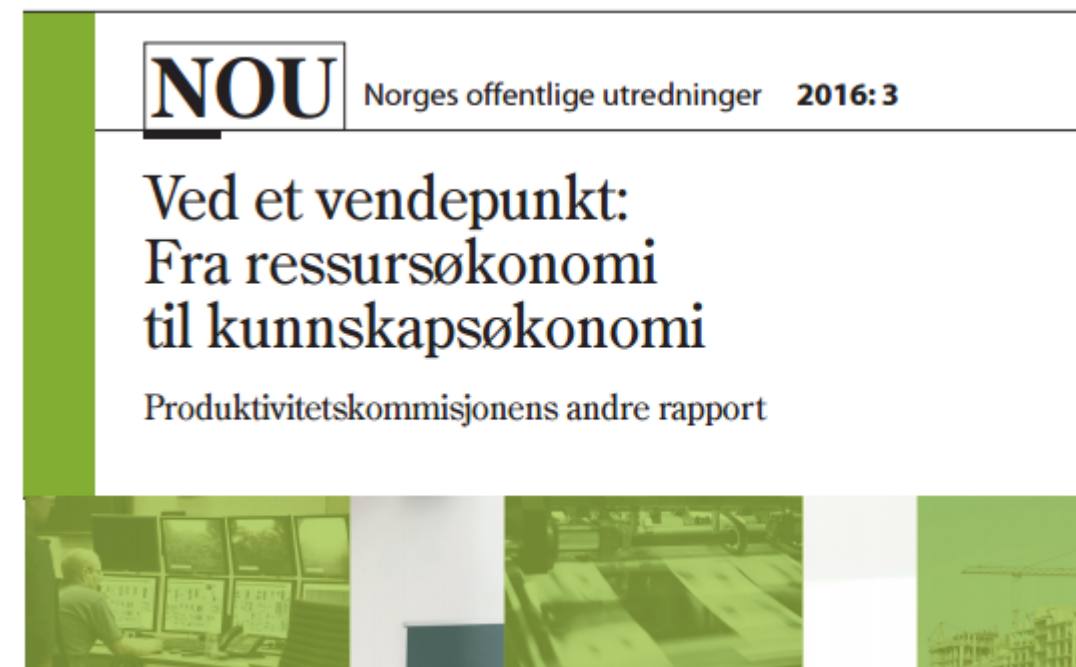 NOU
Norges offentlige utredninger 2016: 3
Ved et vendepunkt:
Fra ressursøkonomi
til kunnskapsøkonomi
Produktivitetskommisjonens andre rapport